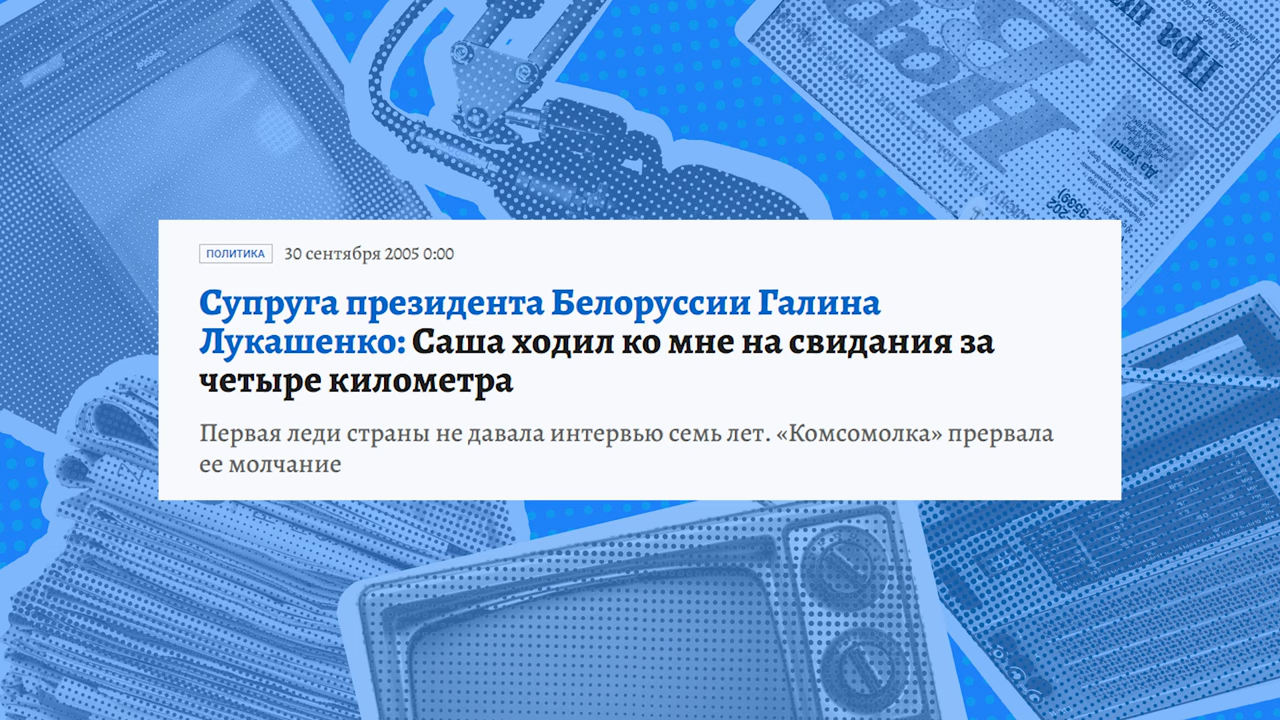 ПОЛИТИКА 30 сентября 2005 0:00
Супруга президента Белоруссии Галина
Лукашенко: Саша ходил ко мне на свидания за
четыре километра
Первая леди страны не давала интервью семь лет. «Комсомолка» прервала
ее молчание